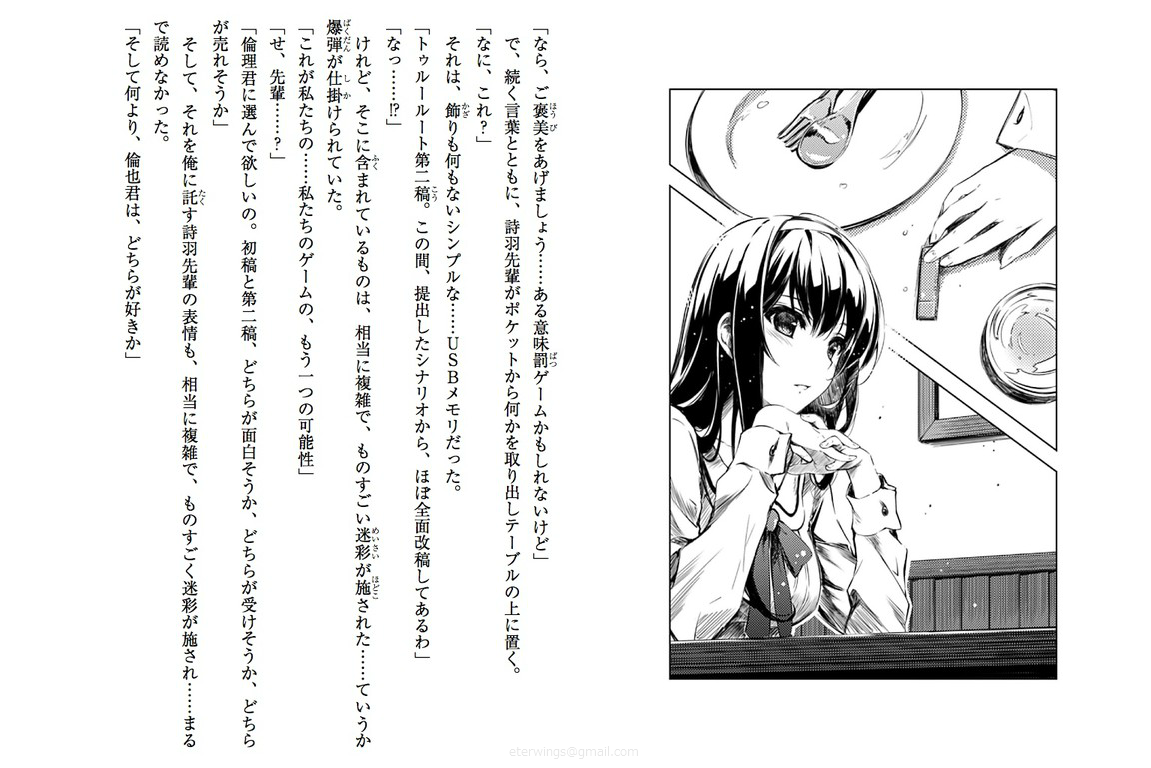 「なら、ご褒美をあげましょう……ある意味罰ゲームかもしれないけど」
で、続く言葉とともに、詩羽先輩がポケットから何かを取り出しテーブルの上に置く。
「なに、これ？」
それは、飾りも何もないシンプルな……ＵＳＢメモリだった。
「トゥルールート第二稿。この間、提出したシナリオから、ほぼ全面改稿してあるわ」
「なっ……!?」
けれど、そこに含まれているものは、相当に複雑で、ものすごい迷彩が施された……ていうか
爆弾が仕掛けられていた。
「これが私たちの……私たちのゲームの、もう一つの可能性」
「せ、先輩……？」
「倫理君に選んで欲しいの。初稿と第二稿、どちらが面白そうか、どちらが受けそうか、どちら
が売れそうか」
そして、それを俺に託す詩羽先輩の表情も、相当に複雑で、ものすごく迷彩が施され……まる
で読めなかった。
「そして何より、倫也君は、どちらが好きか」
eterwings@gmail.com